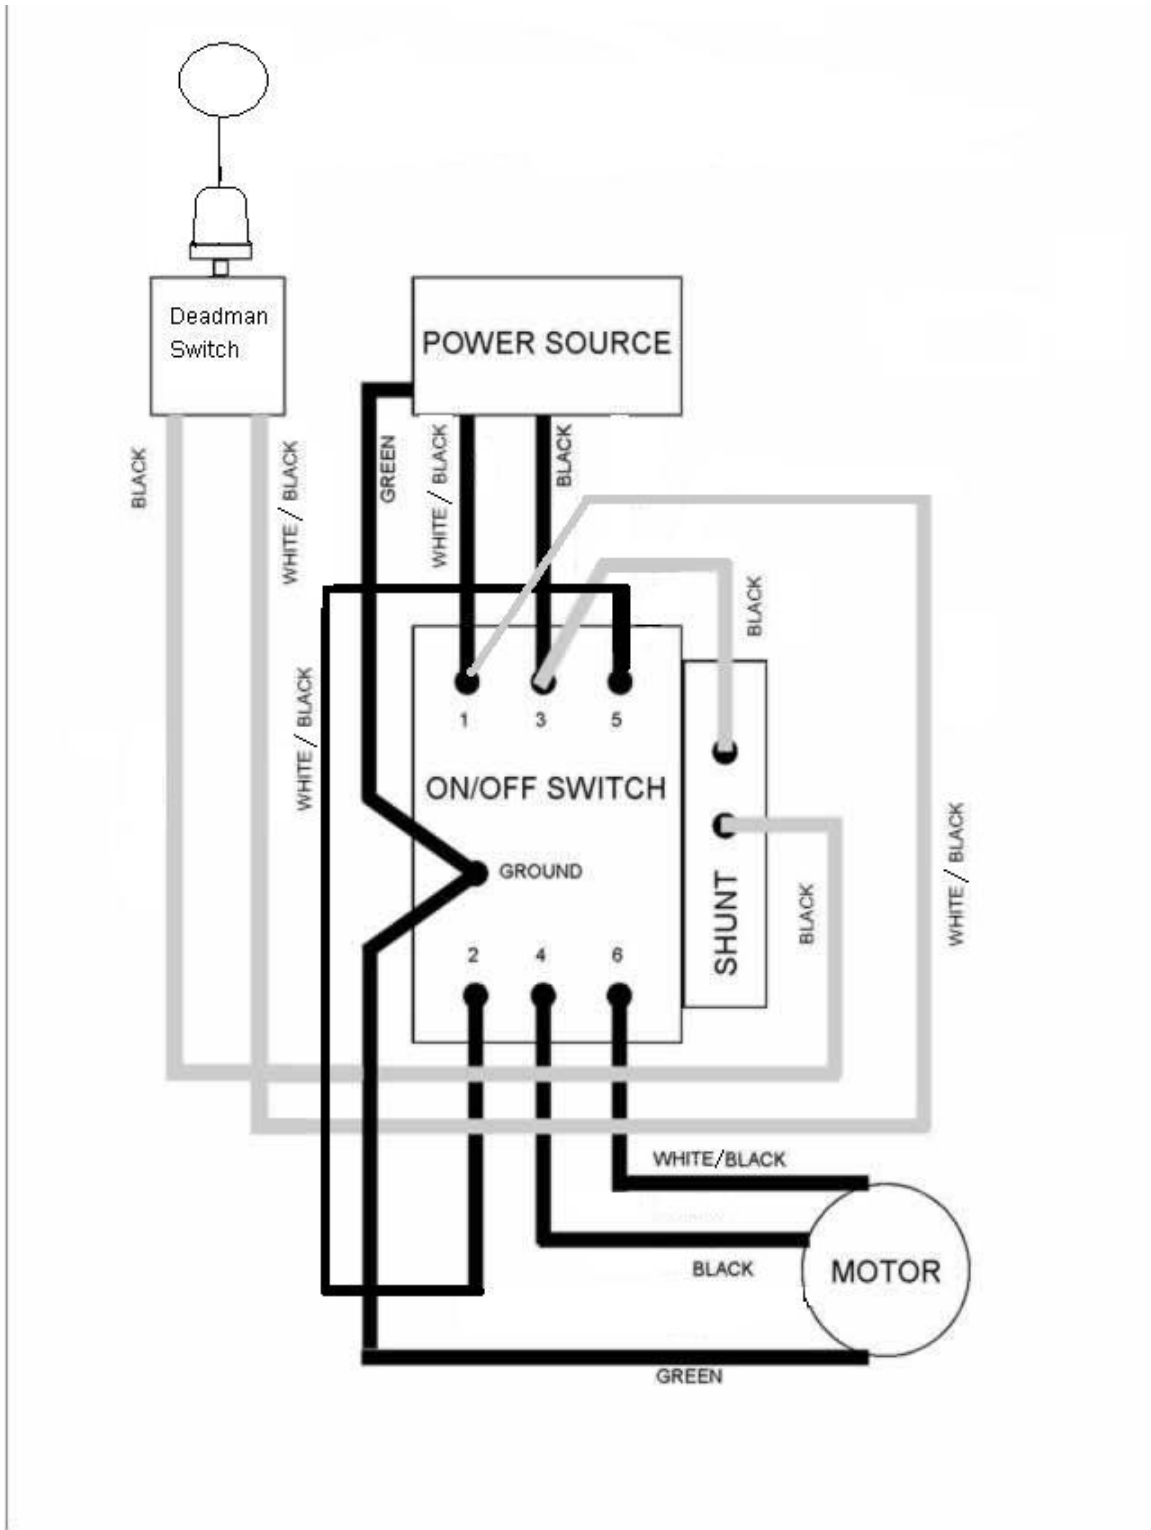 Deadman
Switch
POWER SOURCE
BLACK
WHITE / BLACK
GREEN
WHITE / BLACK
BLACK
BLACK
WHITE / BLACK
1
3
5
ON/OFF SWITCH
GROUND
SHUNT
BLACK
WHITE / BLACK
2
4
6
WHITE/BLACK
BLACK
MOTOR
GREEN